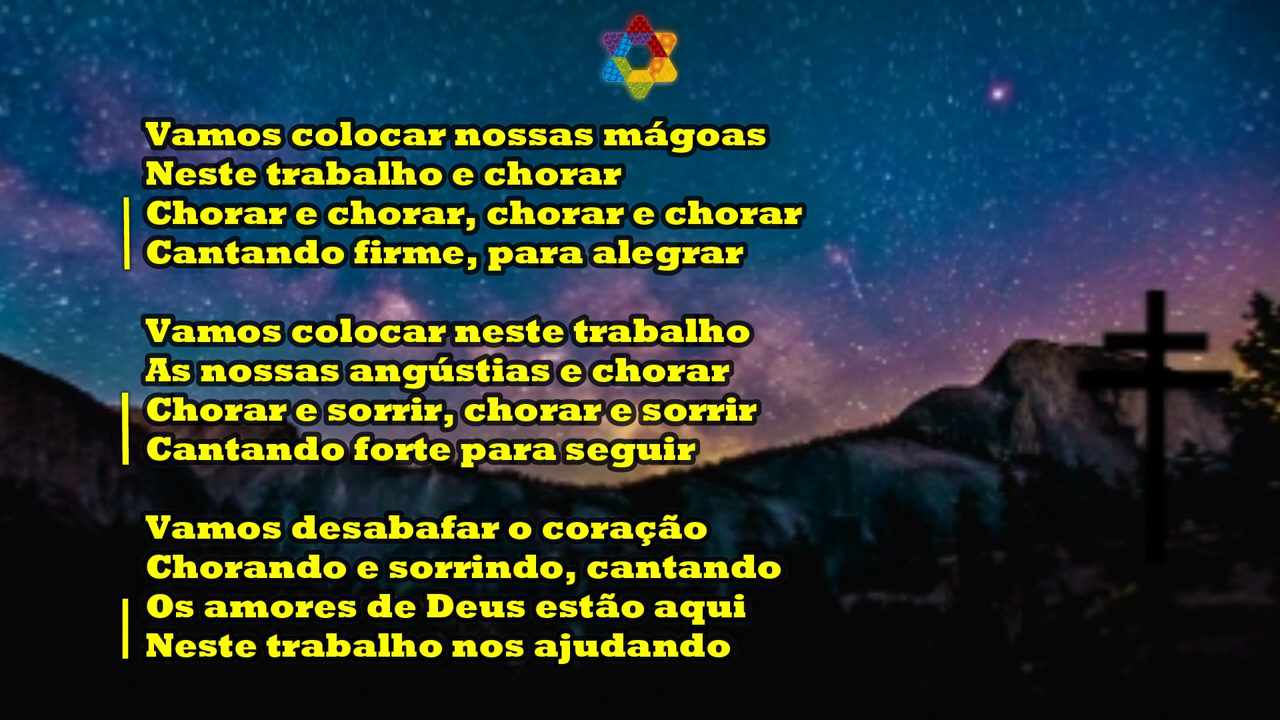 Vamos colocar nossas mágoas
Neste trabalho e chorar
Chorar e chorar, chorar e chorar
Cantando firme, para alegrar
Vamos colocar neste trabalho
As nossas angústias e chorar
Chorar e sorrir, chorar e sorrir
Cantando forte para seguir
Vamos desabafar o coração
Chorando e sorrindo, cantando
Os amores de Deus estão aqui
Neste trabalho nos ajudando